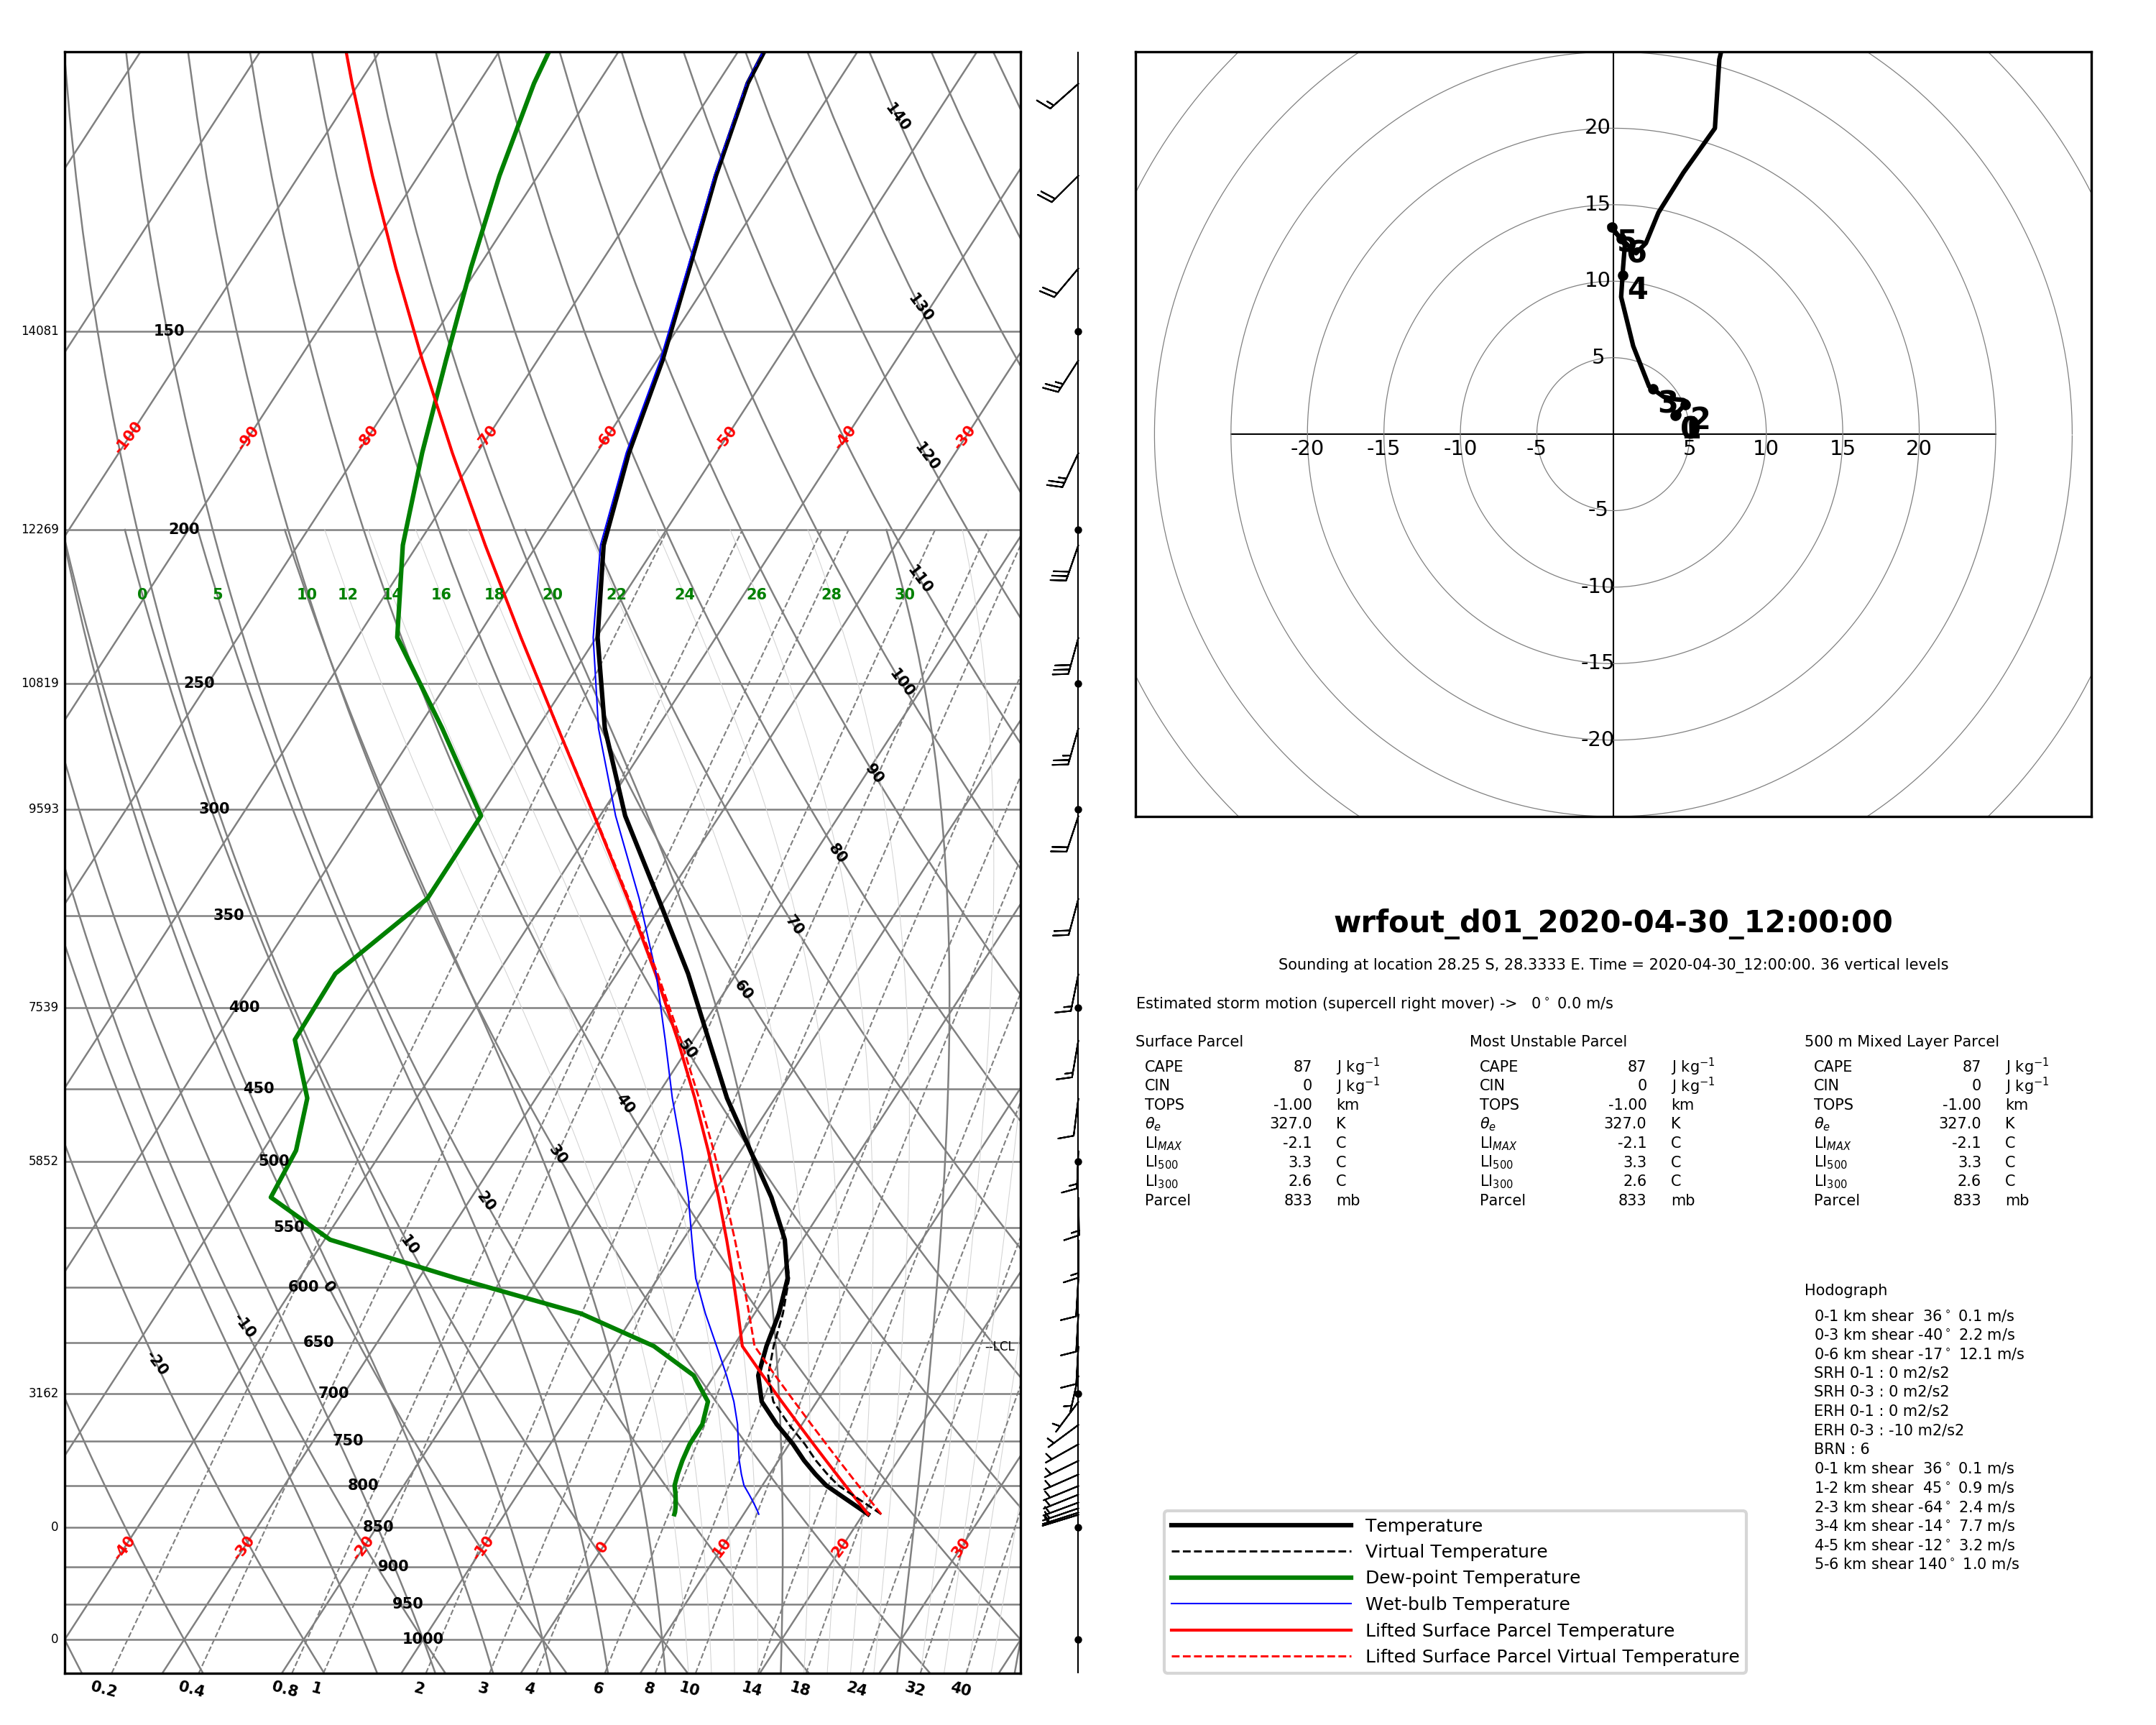 140
130
14081 150
-100 -90 -80 -70 -60 -50 -40 -30
120
12269 200
110
0 5 10 12 14 16 18 20 22 24 26 28 30
10819 250
100
90
9593 300
80
350
70
60
7539 400
50
450
40
5852 500
30
20
550
10
600 0
-10
650
--LCL
-20
3162 700
750
800
0 850
-40 -30 -20 -10 0 10 20 30
900
950
0 1000
0.2 0.4 0.8 1 2 3 4 6 8 10 14 18 24 32 40
20
15
5 6
10
4
5
3 2
0 1
-20 -15 -10 -5 5 10 15 20
-5
-10
-15
-20
wrfout_d01_2020-04-30_12:00:00
Sounding at location 28.25 S, 28.3333 E. Time = 2020-04-30_12:00:00. 36 vertical levels
Estimated storm motion (supercell right mover) -> 0° 0.0 m/s
Surface Parcel
CAPE 87 J kg⁻¹
CIN 0 J kg⁻¹
TOPS -1.00 km
θe 327.0 K
LIMAX -2.1 C
LI500 3.3 C
LI300 2.6 C
Parcel 833 mb
Most Unstable Parcel
CAPE 87 J kg⁻¹
CIN 0 J kg⁻¹
TOPS -1.00 km
θe 327.0 K
LIMAX -2.1 C
LI500 3.3 C
LI300 2.6 C
Parcel 833 mb
500 m Mixed Layer Parcel
CAPE 87 J kg⁻¹
CIN 0 J kg⁻¹
TOPS -1.00 km
θe 327.0 K
LIMAX -2.1 C
LI500 3.3 C
LI300 2.6 C
Parcel 833 mb
Hodograph
0-1 km shear 36° 0.1 m/s
0-3 km shear -40° 2.2 m/s
0-6 km shear -17° 12.1 m/s
SRH 0-1 : 0 m2/s2
SRH 0-3 : 0 m2/s2
ERH 0-1 : 0 m2/s2
ERH 0-3 : -10 m2/s2
BRN : 6
0-1 km shear 36° 0.1 m/s
1-2 km shear 45° 0.9 m/s
2-3 km shear -64° 2.4 m/s
3-4 km shear -14° 7.7 m/s
4-5 km shear -12° 3.2 m/s
5-6 km shear 140° 1.0 m/s
Temperature
Virtual Temperature
Dew-point Temperature
Wet-bulb Temperature
Lifted Surface Parcel Temperature
Lifted Surface Parcel Virtual Temperature